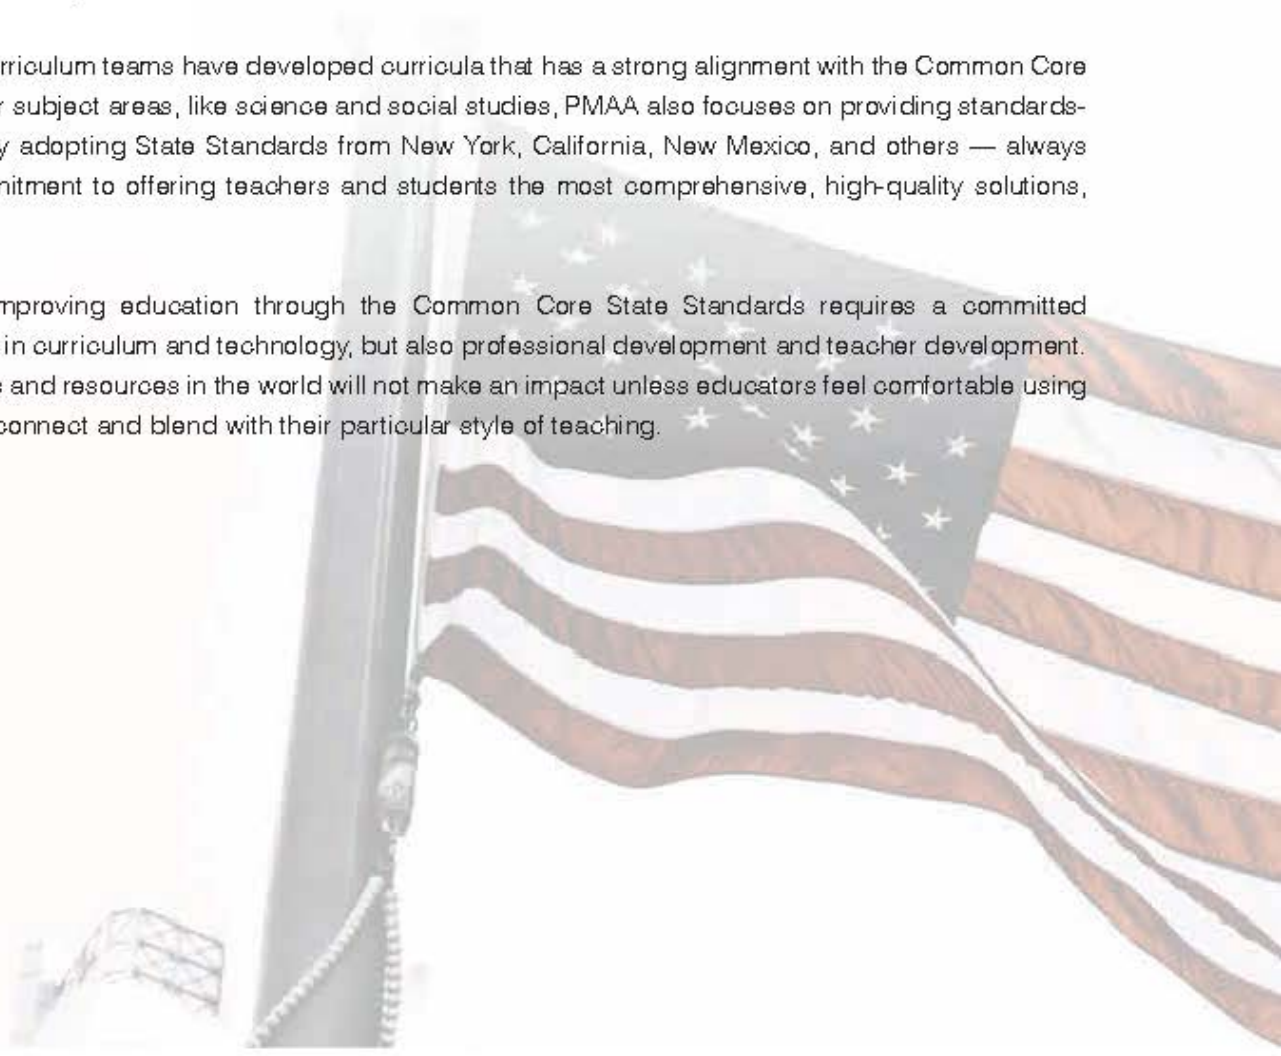 rriculum teams have developed curricula that has a strong alignment with the Common Core
r subject areas, like science and social studies, PMAA also focuses on providing standards-
y adopting State Standards from New York, California, New Mexico, and others — always
mitment to offering teachers and students the most comprehensive, high-quality solutions,
mproving education through the Common Core State Standards requires a committed
in curriculum and technology, but also professional development and teacher development.
s and resources in the world will not make an impact unless educators feel comfortable using
connect and blend with their particular style of teaching.